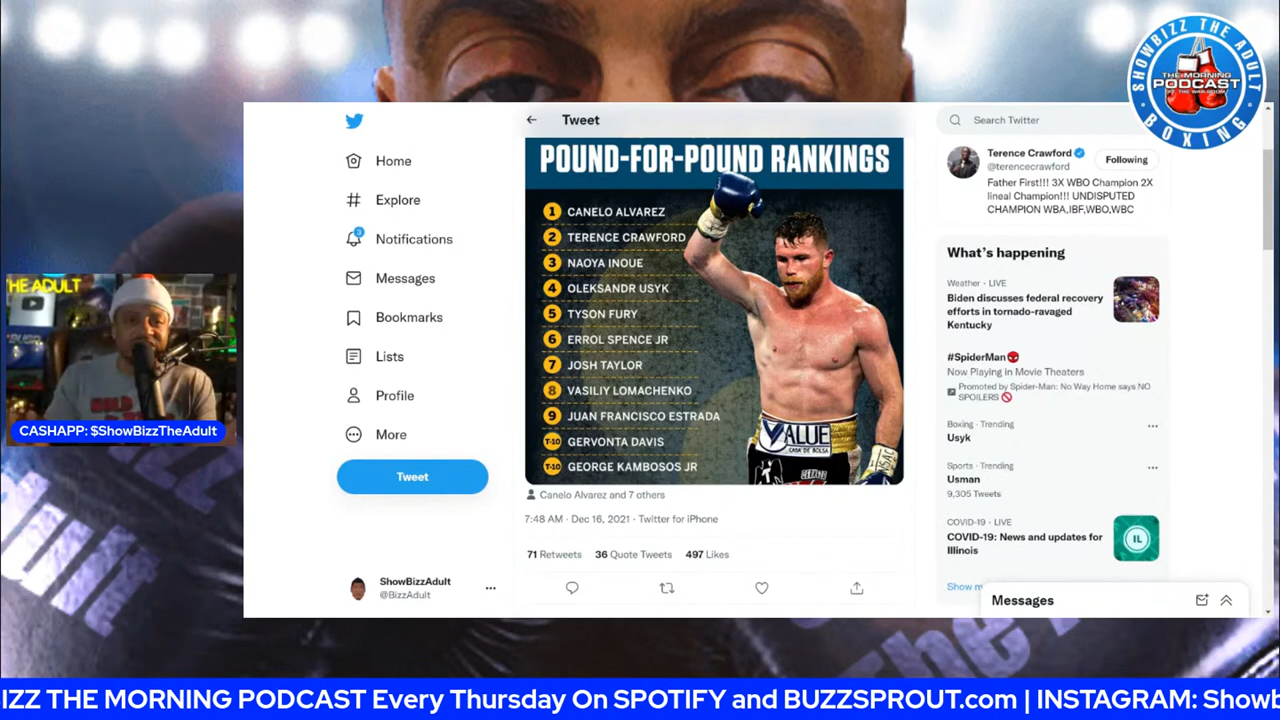 SHOWBIZZ THE ADULT
THE MORNING
PODCAST
BOXING
Tweet
Search Twitter
POUND-FOR-POUND RANKINGS
1 CANELO ALVAREZ
2 TERENCE CRAWFORD
3 NAOYA INOUE
4 OLEKSANDR USYK
5 TYSON FURY
6 ERROL SPENCE JR
7 JOSH TAYLOR
8 VASILIY LOMACHENKO
9 JUAN FRANCISCO ESTRADA
T-10 GERVONTA DAVIS
T-10 GEORGE KAMBOSOS JR
VALUE
CASA DE BOLSA
Canelo Alvarez and 7 others
7:48 AM · Dec 16, 2021 · Twitter for iPhone
71 Retweets 36 Quote Tweets 497 Likes
Home
Explore
3
Notifications
Messages
Bookmarks
Lists
Profile
More
Tweet
ShowBizzAdult
@BizzAdult
Terence Crawford
@terencecrawford
Following
Father First!!! 3X WBO Champion 2X
lineal Champion!!! UNDISPUTED
CHAMPION WBA,IBF,WBO,WBC
What's happening
Weather · LIVE
Biden discusses federal recovery
efforts in tornado-ravaged
Kentucky
#SpiderMan
Now Playing in Movie Theaters
Promoted by Spider-Man: No Way Home says NO
SPOILERS
Boxing · Trending
Usyk
Sports · Trending
Usman
9,305 Tweets
COVID-19 · LIVE
COVID-19: News and updates for
Illinois
IL
Show m
Messages
THE ADULT
CASHAPP: $ShowBizzTheAdult
IZZ THE MORNING PODCAST Every Thursday On SPOTIFY and BUZZSPROUT.com | INSTAGRAM: Showb